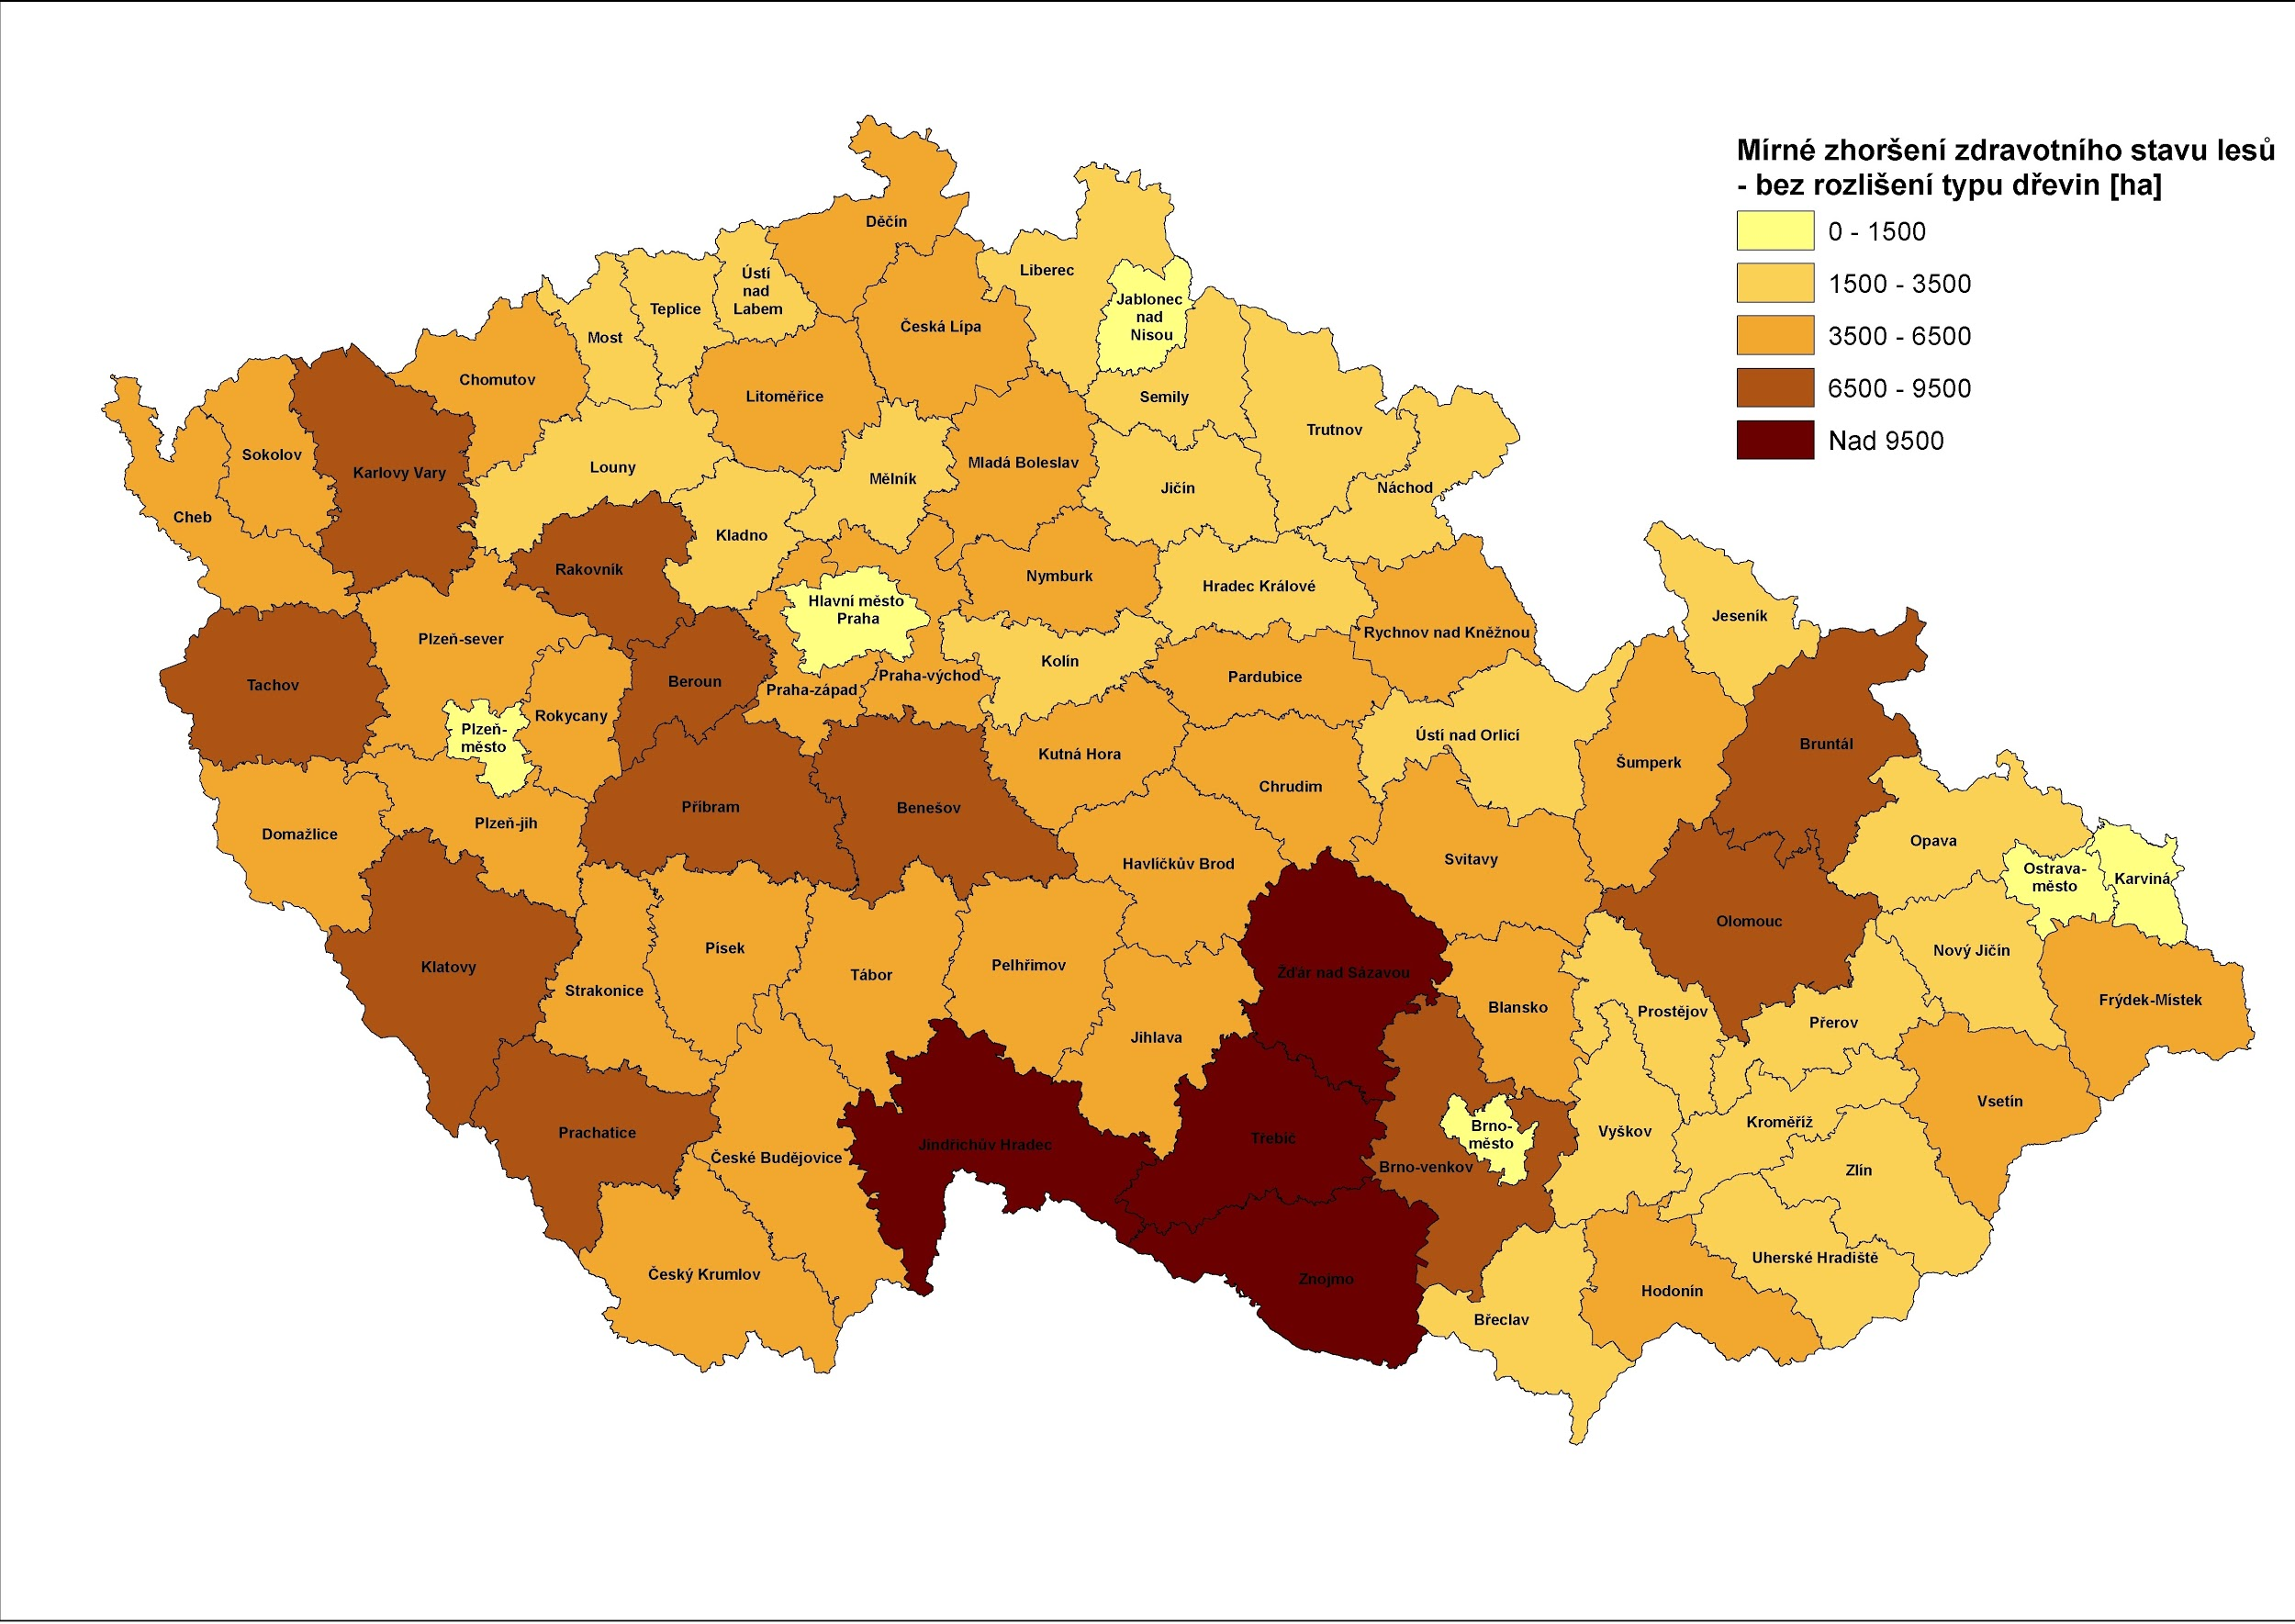 Mírné zhoršení zdravotního stavu lesů
- bez rozlišení typu dřevin [ha]
0 - 1500
1500 - 3500
3500 - 6500
6500 - 9500
Nad 9500
Děčín
Liberec
Ústí
nad
Labem
Teplice
Jablonec
nad
Nisou
Česká Lípa
Most
Chomutov
Litoměřice
Semily
Trutnov
Sokolov
Karlovy Vary
Louny
Mělník
Mladá Boleslav
Jičín
Náchod
Cheb
Kladno
Rakovník
Nymburk
Hradec Králové
Hlavní město
Praha
Jeseník
Rychnov nad Kněžnou
Plzeň-sever
Kolín
Tachov
Beroun
Praha-západ
Praha-východ
Pardubice
Rokycany
Plzeň-
město
Ústí nad Orlicí
Bruntál
Kutná Hora
Šumperk
Chrudim
Příbram
Benešov
Domažlice
Plzeň-jih
Opava
Havlíčkův Brod
Svitavy
Ostrava-
město
Karviná
Olomouc
Klatovy
Písek
Nový Jičín
Strakonice
Tábor
Pelhřimov
Žďár nad Sázavou
Frýdek-Místek
Blansko
Prostějov
Přerov
Jihlava
Vsetín
Prachatice
Jindřichův Hradec
Třebíč
Brno-
město
Vyškov
Kroměříž
České Budějovice
Brno-venkov
Zlín
Český Krumlov
Znojmo
Uherské Hradiště
Hodonín
Břeclav